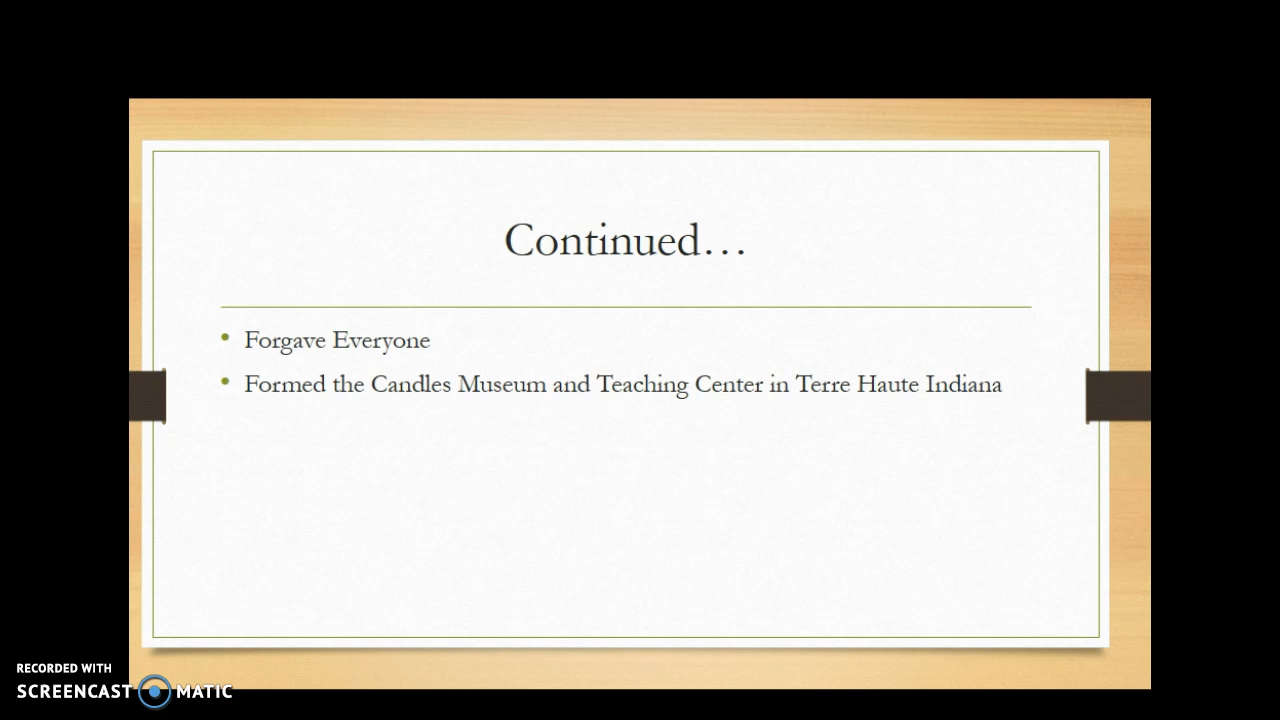 Continued...
Forgave Everyone
Formed the Candles Museum and Teaching Center in Terre Haute Indiana
RECORDED WITH
SCREENCAST MATIC